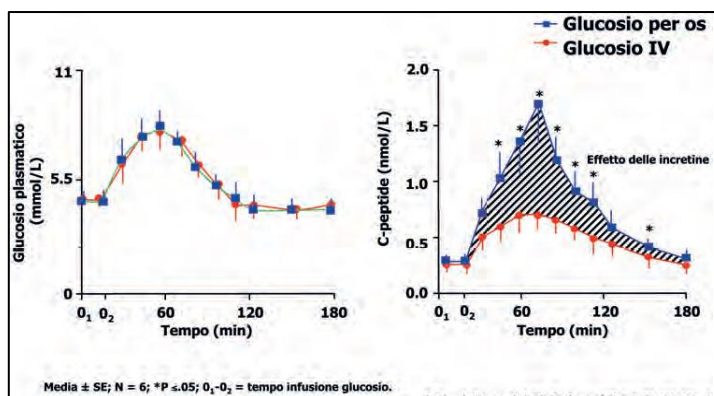 Glucosio per os
Glucosio IV
11
5.5
0
Glucosio plasmatico
(mmol/L)
0₁ 0₂ 60 120 180
Tempo (min)
2.0
1.5
1.0
0.5
0.0
C-peptide (nmol/L)
* * * * * * *
Effetto delle incretine
0₁ 0₂ 60 120 180
Tempo (min)
Media ± SE; N = 6; *P ≤.05; 0₁-0₂ = tempo infusione glucosio.